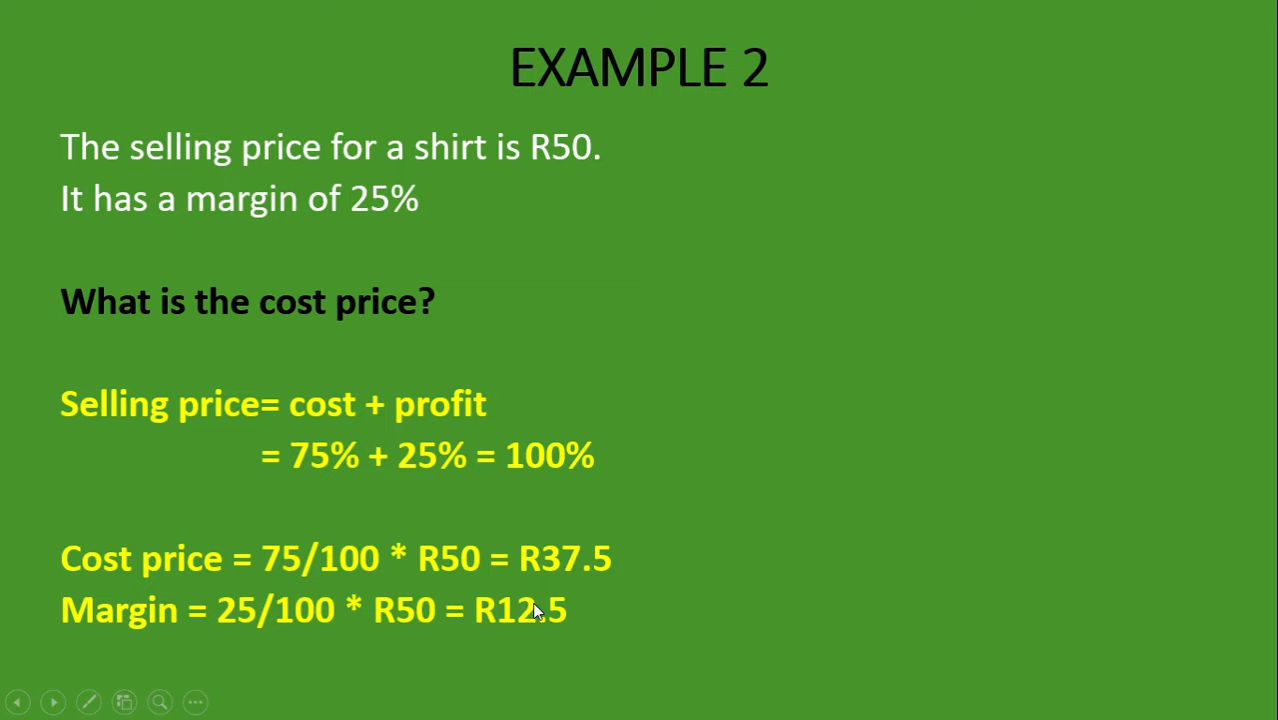 EXAMPLE 2
The selling price for a shirt is R50.
It has a margin of 25%
What is the cost price?
Selling price= cost + profit
= 75% + 25% = 100%
Cost price = 75/100 * R50 = R37.5
Margin = 25/100 * R50 = R12.5